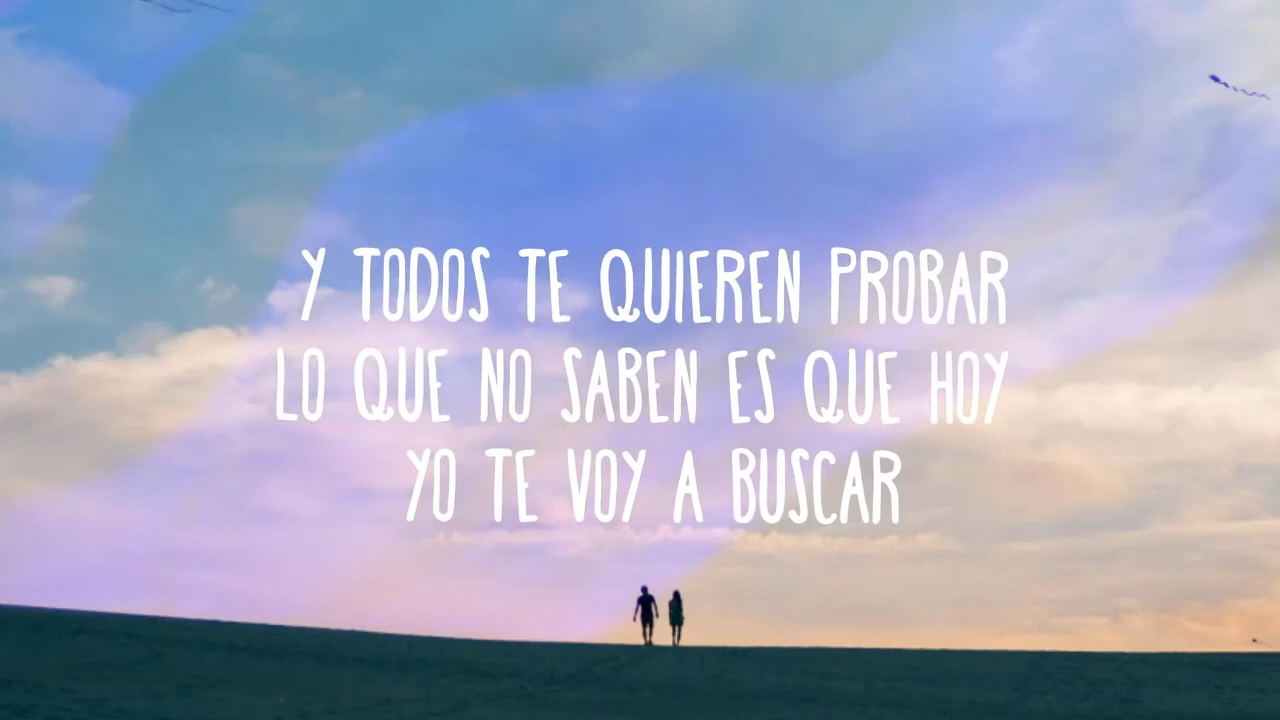 Y TODOS TE QUIEREN PROBAR
LO QUE NO SABEN ES QUE HOY
YO TE VOY A BUSCAR